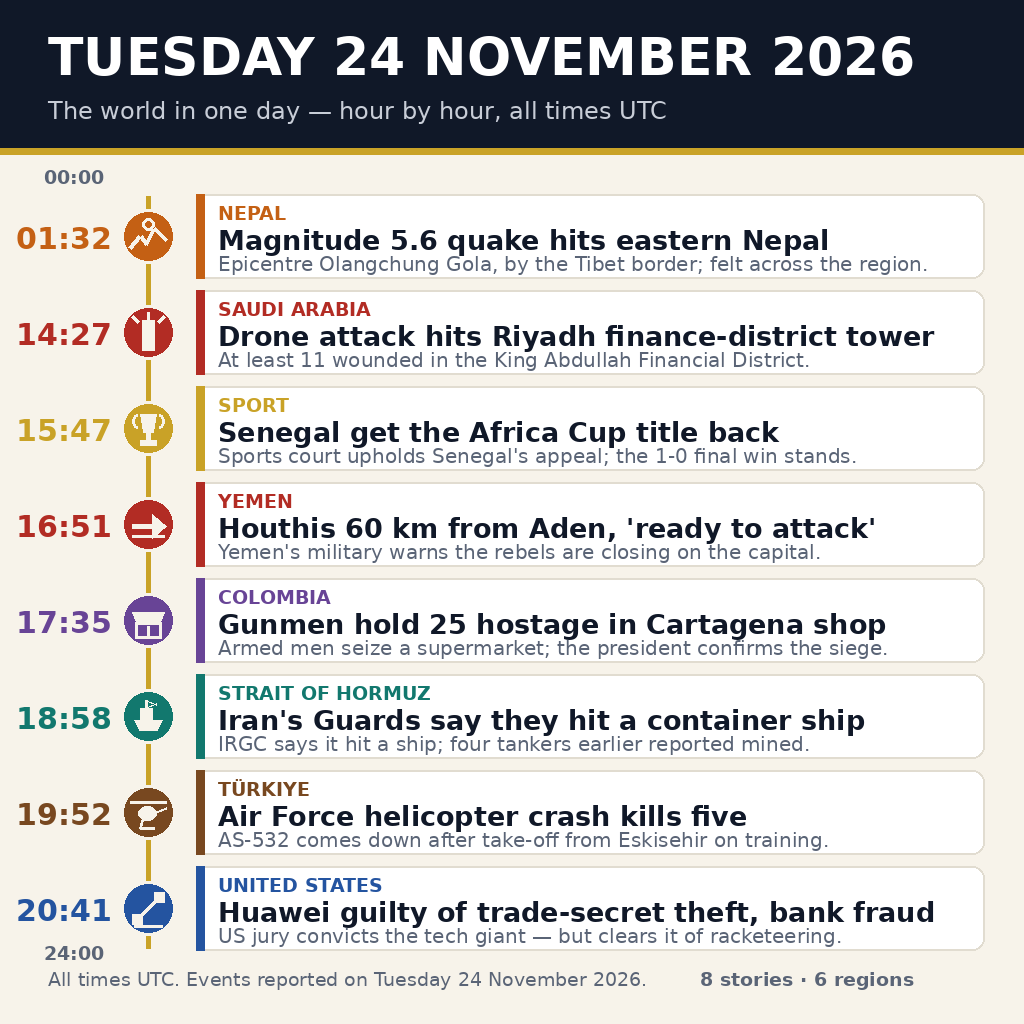 TUESDAY 24 NOVEMBER 2026
The world in one day — hour by hour, all times UTC
00:00
01:32
NEPAL
Magnitude 5.6 quake hits eastern Nepal
Epicentre Olangchung Gola, by the Tibet border; felt across the region.
14:27
SAUDI ARABIA
Drone attack hits Riyadh finance-district tower
At least 11 wounded in the King Abdullah Financial District.
15:47
SPORT
Senegal get the Africa Cup title back
Sports court upholds Senegal's appeal; the 1-0 final win stands.
16:51
YEMEN
Houthis 60 km from Aden, 'ready to attack'
Yemen's military warns the rebels are closing on the capital.
17:35
COLOMBIA
Gunmen hold 25 hostage in Cartagena shop
Armed men seize a supermarket; the president confirms the siege.
18:58
STRAIT OF HORMUZ
Iran's Guards say they hit a container ship
IRGC says it hit a ship; four tankers earlier reported mined.
19:52
TÜRKIYE
Air Force helicopter crash kills five
AS-532 comes down after take-off from Eskisehir on training.
20:41
UNITED STATES
Huawei guilty of trade-secret theft, bank fraud
US jury convicts the tech giant — but clears it of racketeering.
24:00
All times UTC. Events reported on Tuesday 24 November 2026.
8 stories · 6 regions